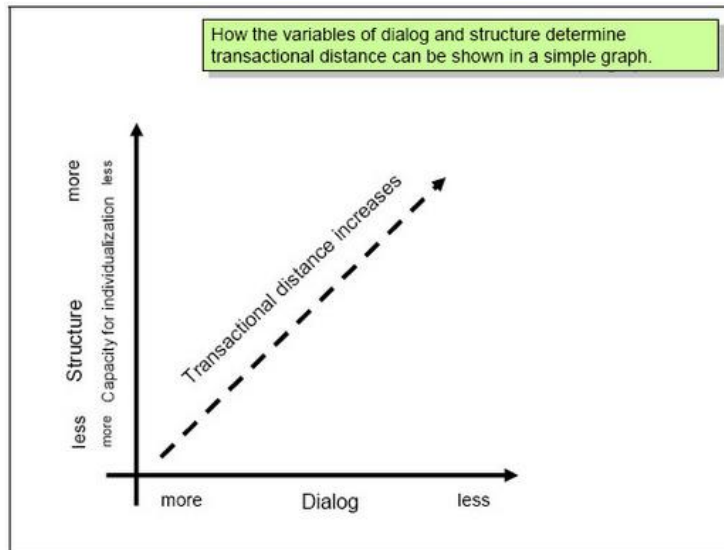 How the variables of dialog and structure determine
transactional distance can be shown in a simple graph.
more
Structure
less
less
Capacity for individualization
more
Transactional distance increases
more
Dialog
less